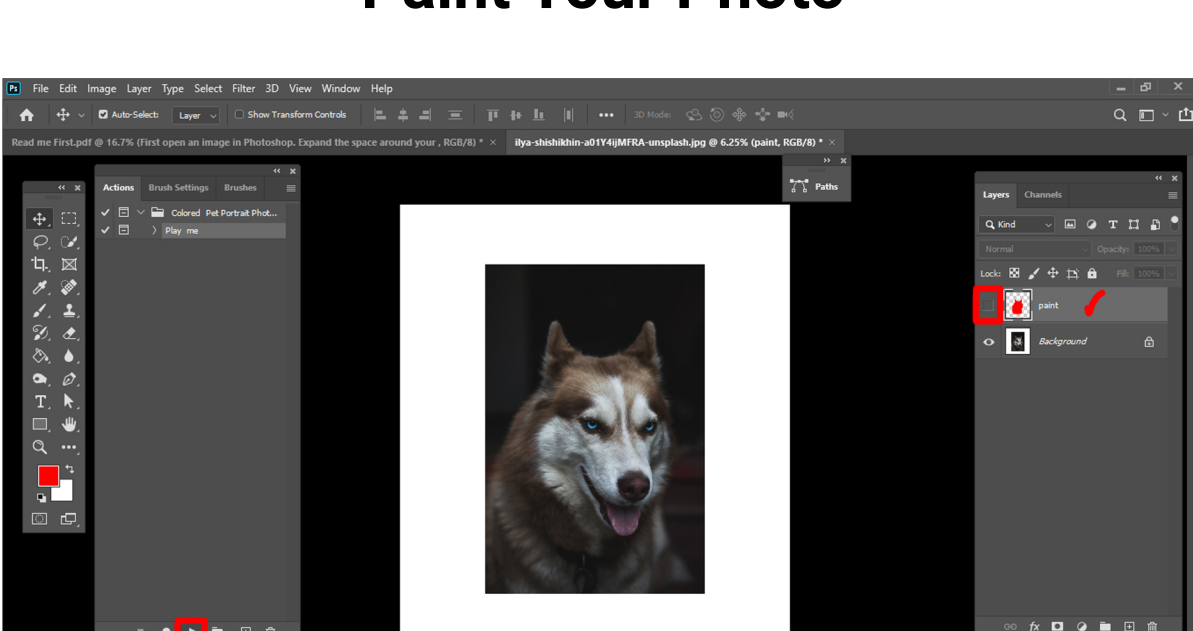 Paint Your Photo
Ps File Edit Image Layer Type Select Filter 3D View Window Help
Auto-Select: Layer Show Transform Controls 3D Mode:
Read me First.pdf @ 16.7% (First open an image in Photoshop. Expand the space around your , RGB/8) * × ilya-shishikhin-a01Y4ijMFRA-unsplash.jpg @ 6.25% (paint, RGB/8) * ×
Paths
Actions Brush Settings Brushes
Colored Pet Portrait Phot...
Play me
Layers Channels
Kind
Normal Opacity: 100%
Lock: Fill: 100%
paint
Background
fx